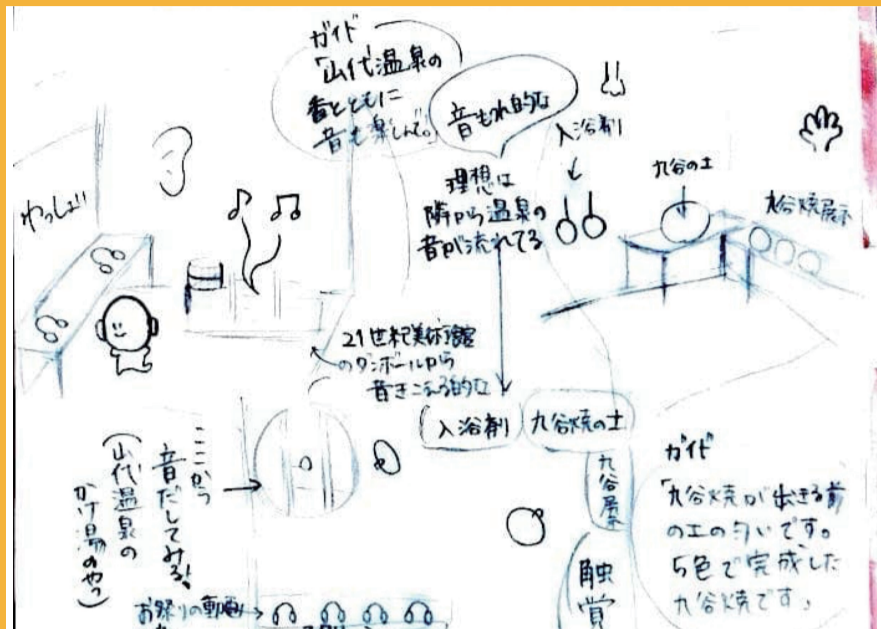 ガイド
「山代温泉の
香とともに
音も楽しんで。」
音もれ的な
入浴剤
理想は
隣から温泉の
音が流れてる
わっしょい
九谷の土
九谷焼展示
21世紀美術館
のダンボールから
音きこえる的な
入浴剤
九谷焼の土
九谷展示
触覚
ガイド
「九谷焼が出きる前
の土の匂いです。
5色で完成した
九谷焼です」
ここから
音だしてみる!
(山代温泉の
かけ湯のやつ)
お祭りの動画